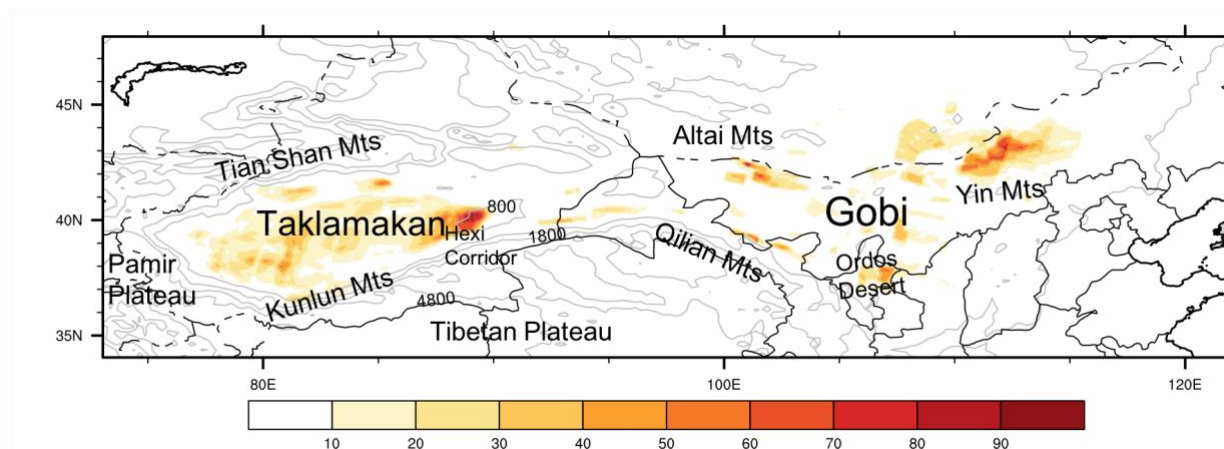 45N
40N
35N
Tian Shan Mts
Altai Mts
Taklamakan
800
Hexi
Corridor
1800
Gobi
Yin Mts
Qilian Mts
Ordos
Desert
Pamir
Plateau
Kunlun Mts
4800
Tibetan Plateau
80E 100E 120E
10 20 30 40 50 60 70 80 90